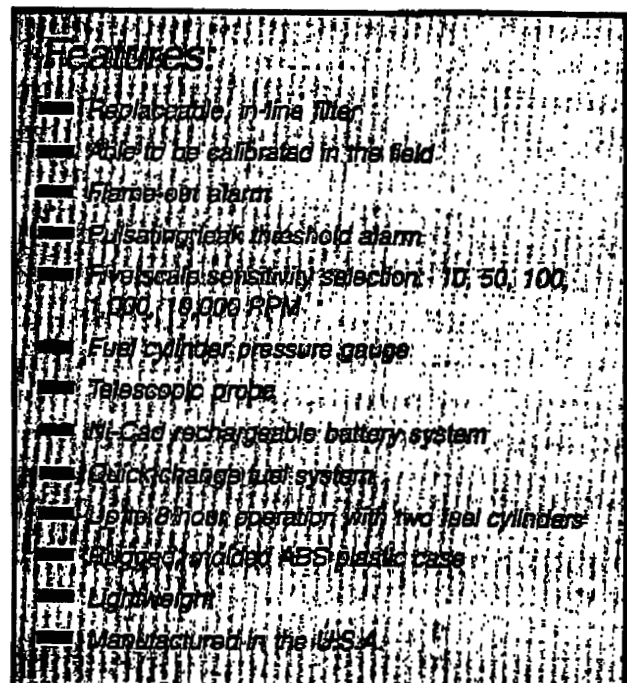 Features:
Replaceable, in-line filter
Able to be calibrated in the field
Flame-out alarm
Pulsating leak threshold alarm
Five scale sensitivity selection - 10, 50, 100,
1,000, 10,000 PPM
Fuel cylinder pressure gauge
Telescopic probe
Ni-Cad rechargeable battery system
Quick-change fuel system
Up to 8-hour operation with two fuel cylinders
Rugged, molded ABS plastic case
Lightweight
Manufactured in the U.S.A.